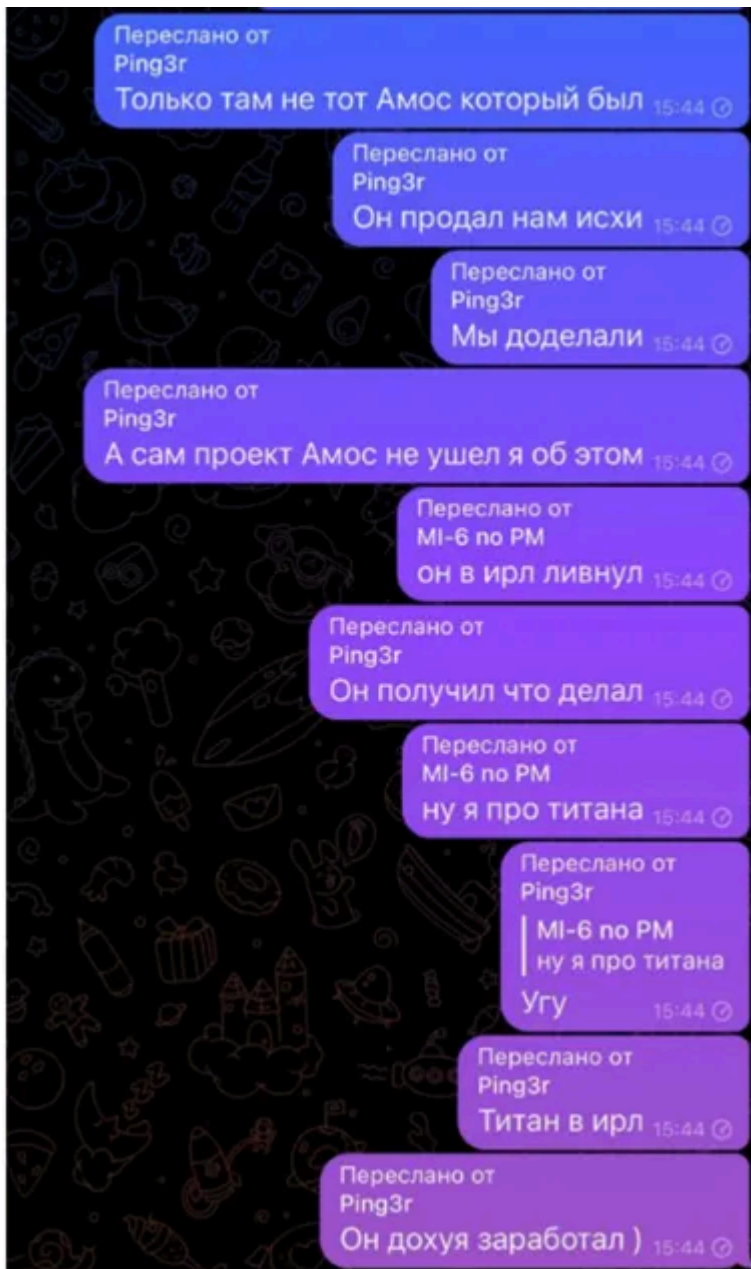 Переслано от
Ping3r
Только там не тот Амос который был 15:44
Переслано от
Ping3r
Он продал нам исхи 15:44
Переслано от
Ping3r
Мы доделали 15:44
Переслано от
Ping3r
А сам проект Амос не ушел я об этом 15:44
Переслано от
MI-6 no PM
он в ирл ливнул 15:44
Переслано от
Ping3r
Он получил что делал 15:44
Переслано от
MI-6 no PM
ну я про титана 15:44
Переслано от
Ping3r
MI-6 no PM
ну я про титана
Угу 15:44
Переслано от
Ping3r
Титан в ирл 15:44
Переслано от
Ping3r
Он дохуя заработал ) 15:44